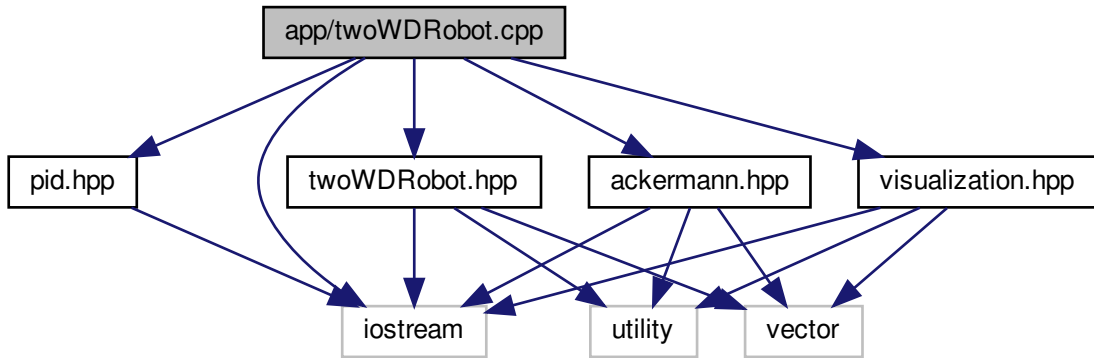 app/twoWDRobot.cpp
pid.hpp
twoWDRobot.hpp
ackermann.hpp
visualization.hpp
iostream
utility
vector